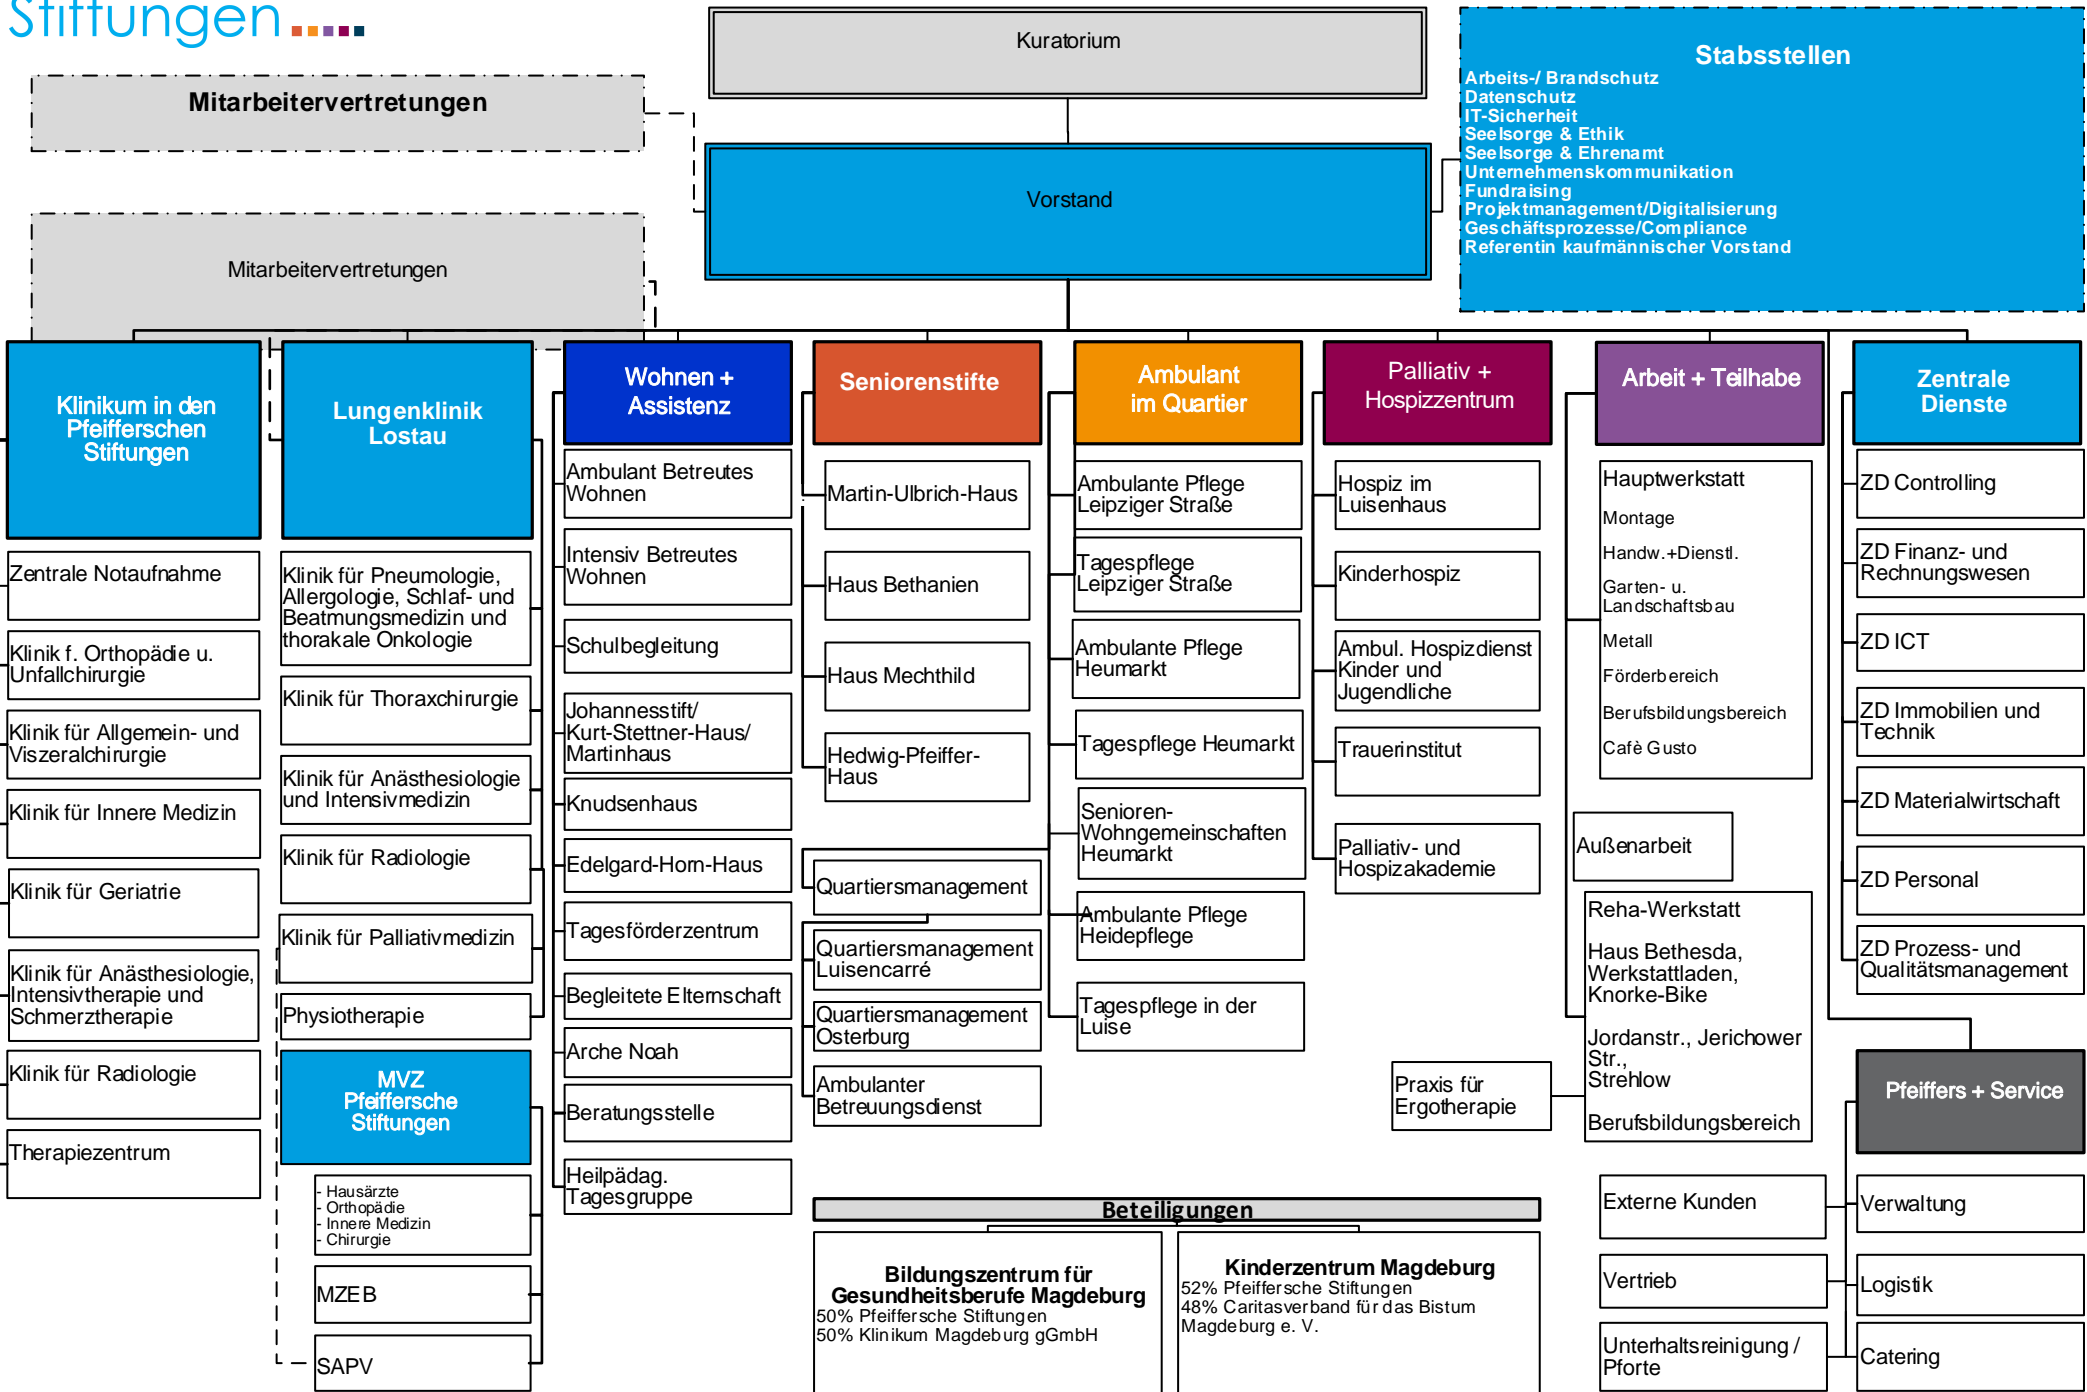 Stiftungen
Kuratorium
Mitarbeitervertretungen
Vorstand
Mitarbeitervertretungen
Stabsstellen
Arbeits-/ Brandschutz
Datenschutz
IT-Sicherheit
Seelsorge & Ethik
Seelsorge & Ehrenamt
Unternehmenskommunikation
Fundraising
Projektmanagement/Digitalisierung
Geschäftsprozesse/Compliance
Referentin kaufmännischer Vorstand
Klinikum in den
Pfeifferschen
Stiftungen
Zentrale Notaufnahme
Klinik f. Orthopädie u.
Unfallchirurgie
Klinik für Allgemein- und
Viszeralchirurgie
Klinik für Innere Medizin
Klinik für Geriatrie
Klinik für Anästhesiologie,
Intensivtherapie und
Schmerztherapie
Klinik für Radiologie
Therapiezentrum
Lungenklinik
Lostau
Klinik für Pneumologie,
Allergologie, Schlaf- und
Beatmungsmedizin und
thorakale Onkologie
Klinik für Thoraxchirurgie
Klinik für Anästhesiologie
und Intensivmedizin
Klinik für Radiologie
Klinik für Palliativmedizin
Physiotherapie
MVZ
Pfeiffersche
Stiftungen
- Hausärzte
- Orthopädie
- Innere Medizin
- Chirurgie
MZEB
SAPV
Wohnen +
Assistenz
Ambulant Betreutes
Wohnen
Intensiv Betreutes
Wohnen
Schulbegleitung
Johannesstift/
Kurt-Stettner-Haus/
Martinhaus
Knudsenhaus
Edelgard-Horn-Haus
Tagesförderzentrum
Begleitete Elternschaft
Arche Noah
Beratungsstelle
Heilpädag.
Tagesgruppe
Seniorenstifte
Martin-Ulbrich-Haus
Haus Bethanien
Haus Mechthild
Hedwig-Pfeiffer-
Haus
Quartiersmanagement
Quartiersmanagement
Luisencarré
Quartiersmanagement
Osterburg
Ambulanter
Betreuungsdienst
Ambulant
im Quartier
Ambulante Pflege
Leipziger Straße
Tagespflege
Leipziger Straße
Ambulante Pflege
Heumarkt
Tagespflege Heumarkt
Senioren-
Wohngemeinschaften
Heumarkt
Ambulante Pflege
Heidepflege
Tagespflege in der
Luise
Palliativ +
Hospizzentrum
Hospiz im
Luisenhaus
Kinderhospiz
Ambul. Hospizdienst
Kinder und
Jugendliche
Trauerinstitut
Palliativ- und
Hospizakademie
Arbeit + Teilhabe
Hauptwerkstatt
Montage
Handw.+Dienstl.
Garten- u.
Landschaftsbau
Metall
Förderbereich
Berufsbildungsbereich
Cafè Gusto
Außenarbeit
Reha-Werkstatt
Haus Bethesda,
Werkstattladen,
Knorke-Bike
Jordanstr., Jerichower
Str.,
Strehlow
Berufsbildungsbereich
Praxis für
Ergotherapie
Zentrale
Dienste
ZD Controlling
ZD Finanz- und
Rechnungswesen
ZD ICT
ZD Immobilien und
Technik
ZD Materialwirtschaft
ZD Personal
ZD Prozess- und
Qualitätsmanagement
Pfeiffers + Service
Externe Kunden
Verwaltung
Vertrieb
Logistik
Unterhaltsreinigung /
Pforte
Catering
Beteiligungen
Bildungszentrum für
Gesundheitsberufe Magdeburg
50% Pfeiffersche Stiftungen
50% Klinikum Magdeburg gGmbH
Kinderzentrum Magdeburg
52% Pfeiffersche Stiftungen
48% Caritasverband für das Bistum
Magdeburg e. V.